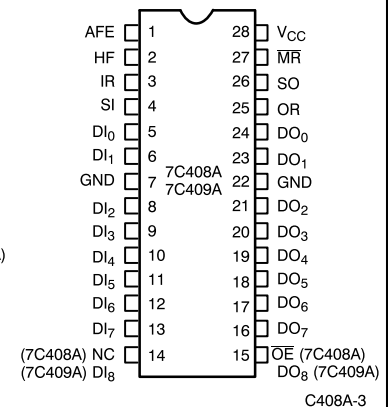 AFE 1 28 VCC
HF 2 27 M̅R̅
IR 3 26 SO
SI 4 25 OR
DI0 5 24 DO0
DI1 6 23 DO1
7C408A
GND 7 22 GND
7C409A
DI2 8 21 DO2
DI3 9 20 DO3
) DI4 10 19 DO4
DI5 11 18 DO5
DI6 12 17 DO6
DI7 13 16 DO7
(7C408A) NC 14 15 O̅E̅ (7C408A)
(7C409A) DI8 DO8 (7C409A)
C408A-3